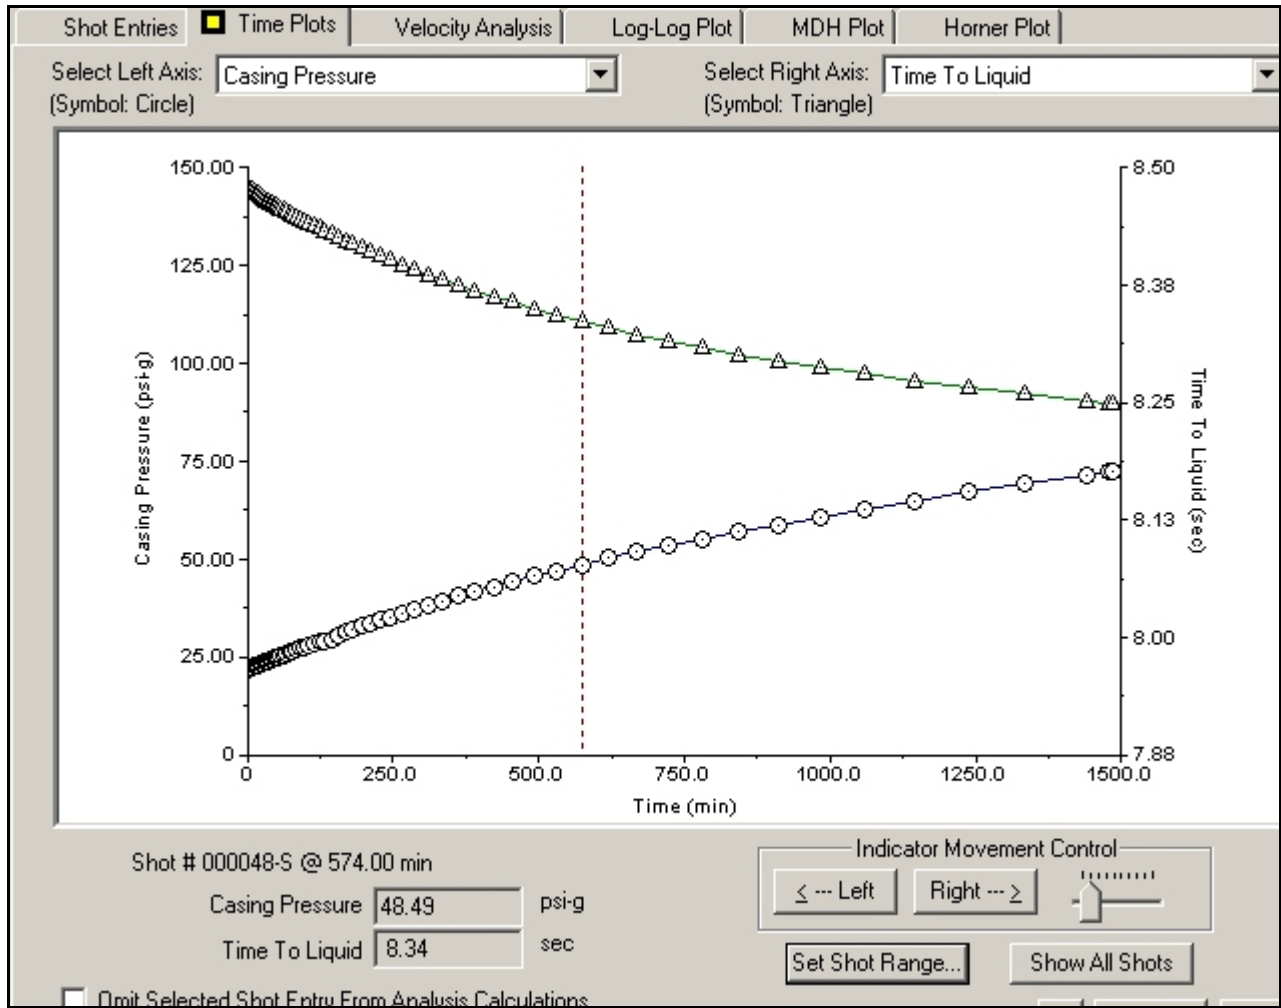 Shot Entries Time Plots Velocity Analysis Log-Log Plot MDH Plot Horner Plot
Select Left Axis: Casing Pressure Select Right Axis: Time To Liquid
(Symbol: Circle) (Symbol: Triangle)
150.00 8.50
125.00
8.38
100.00
8.25
75.00
8.13
50.00
8.00
25.00
0 7.88
Casing Pressure (psi-g)
Time To Liquid (sec)
0 250.0 500.0 750.0 1000.0 1250.0 1500.0
Time (min)
Shot # 000048-S @ 574.00 min
Casing Pressure 48.49 psi-g
Time To Liquid 8.34 sec
Indicator Movement Control
< --- Left Right --- >
Set Shot Range... Show All Shots
Omit Selected Shot Entry From Analysis Calculations